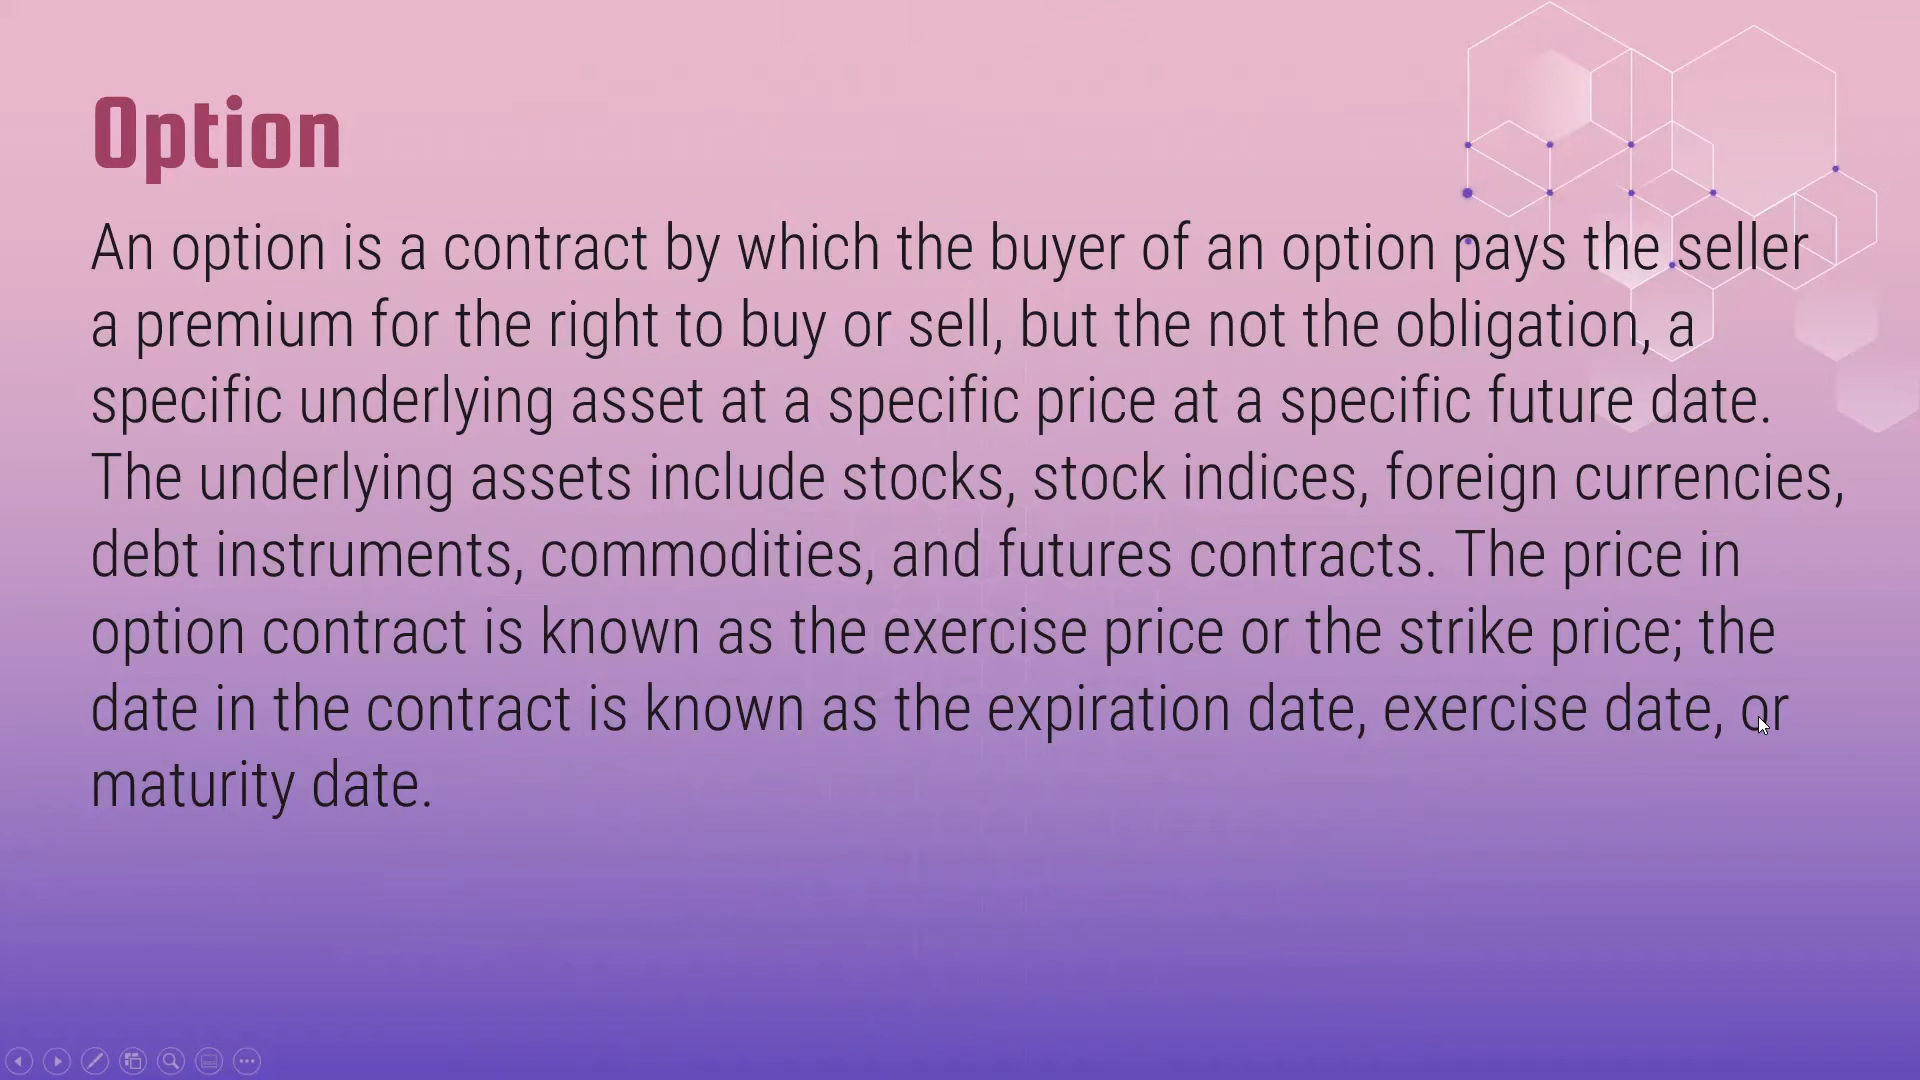 Option
An option is a contract by which the buyer of an option pays the seller
a premium for the right to buy or sell, but the not the obligation, a
specific underlying asset at a specific price at a specific future date.
The underlying assets include stocks, stock indices, foreign currencies,
debt instruments, commodities, and futures contracts. The price in
option contract is known as the exercise price or the strike price; the
date in the contract is known as the expiration date, exercise date, or
maturity date.